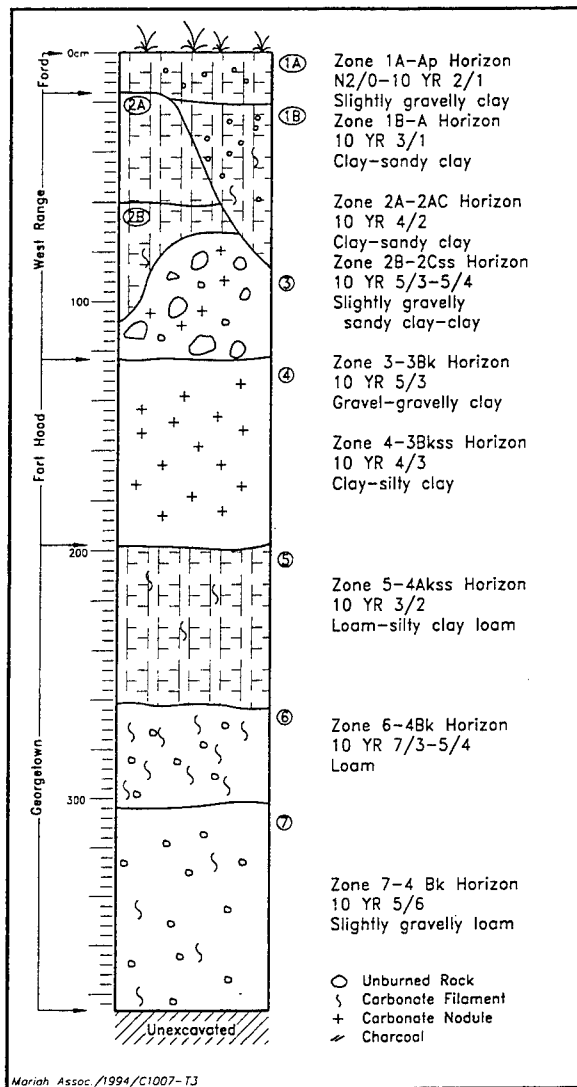 0cm
100
200
300
Ford
West Range
Fort Hood
Georgetown
1A
2A
1B
2B
3
4
5
6
7
Unexcavated
Zone 1A-Ap Horizon
N2/0-10 YR 2/1
Slightly gravelly clay
Zone 1B-A Horizon
10 YR 3/1
Clay-sandy clay
Zone 2A-2AC Horizon
10 YR 4/2
Clay-sandy clay
Zone 2B-2Css Horizon
10 YR 5/3-5/4
Slightly gravelly
sandy clay-clay
Zone 3-3Bk Horizon
10 YR 5/3
Gravel-gravelly clay
Zone 4-3Bkss Horizon
10 YR 4/3
Clay-silty clay
Zone 5-4Akss Horizon
10 YR 3/2
Loam-silty clay loam
Zone 6-4Bk Horizon
10 YR 7/3-5/4
Loam
Zone 7-4 Bk Horizon
10 YR 5/6
Slightly gravelly loam
Unburned Rock
Carbonate Filament
Carbonate Nodule
Charcoal
Mariah Assoc./1994/C1007-T3